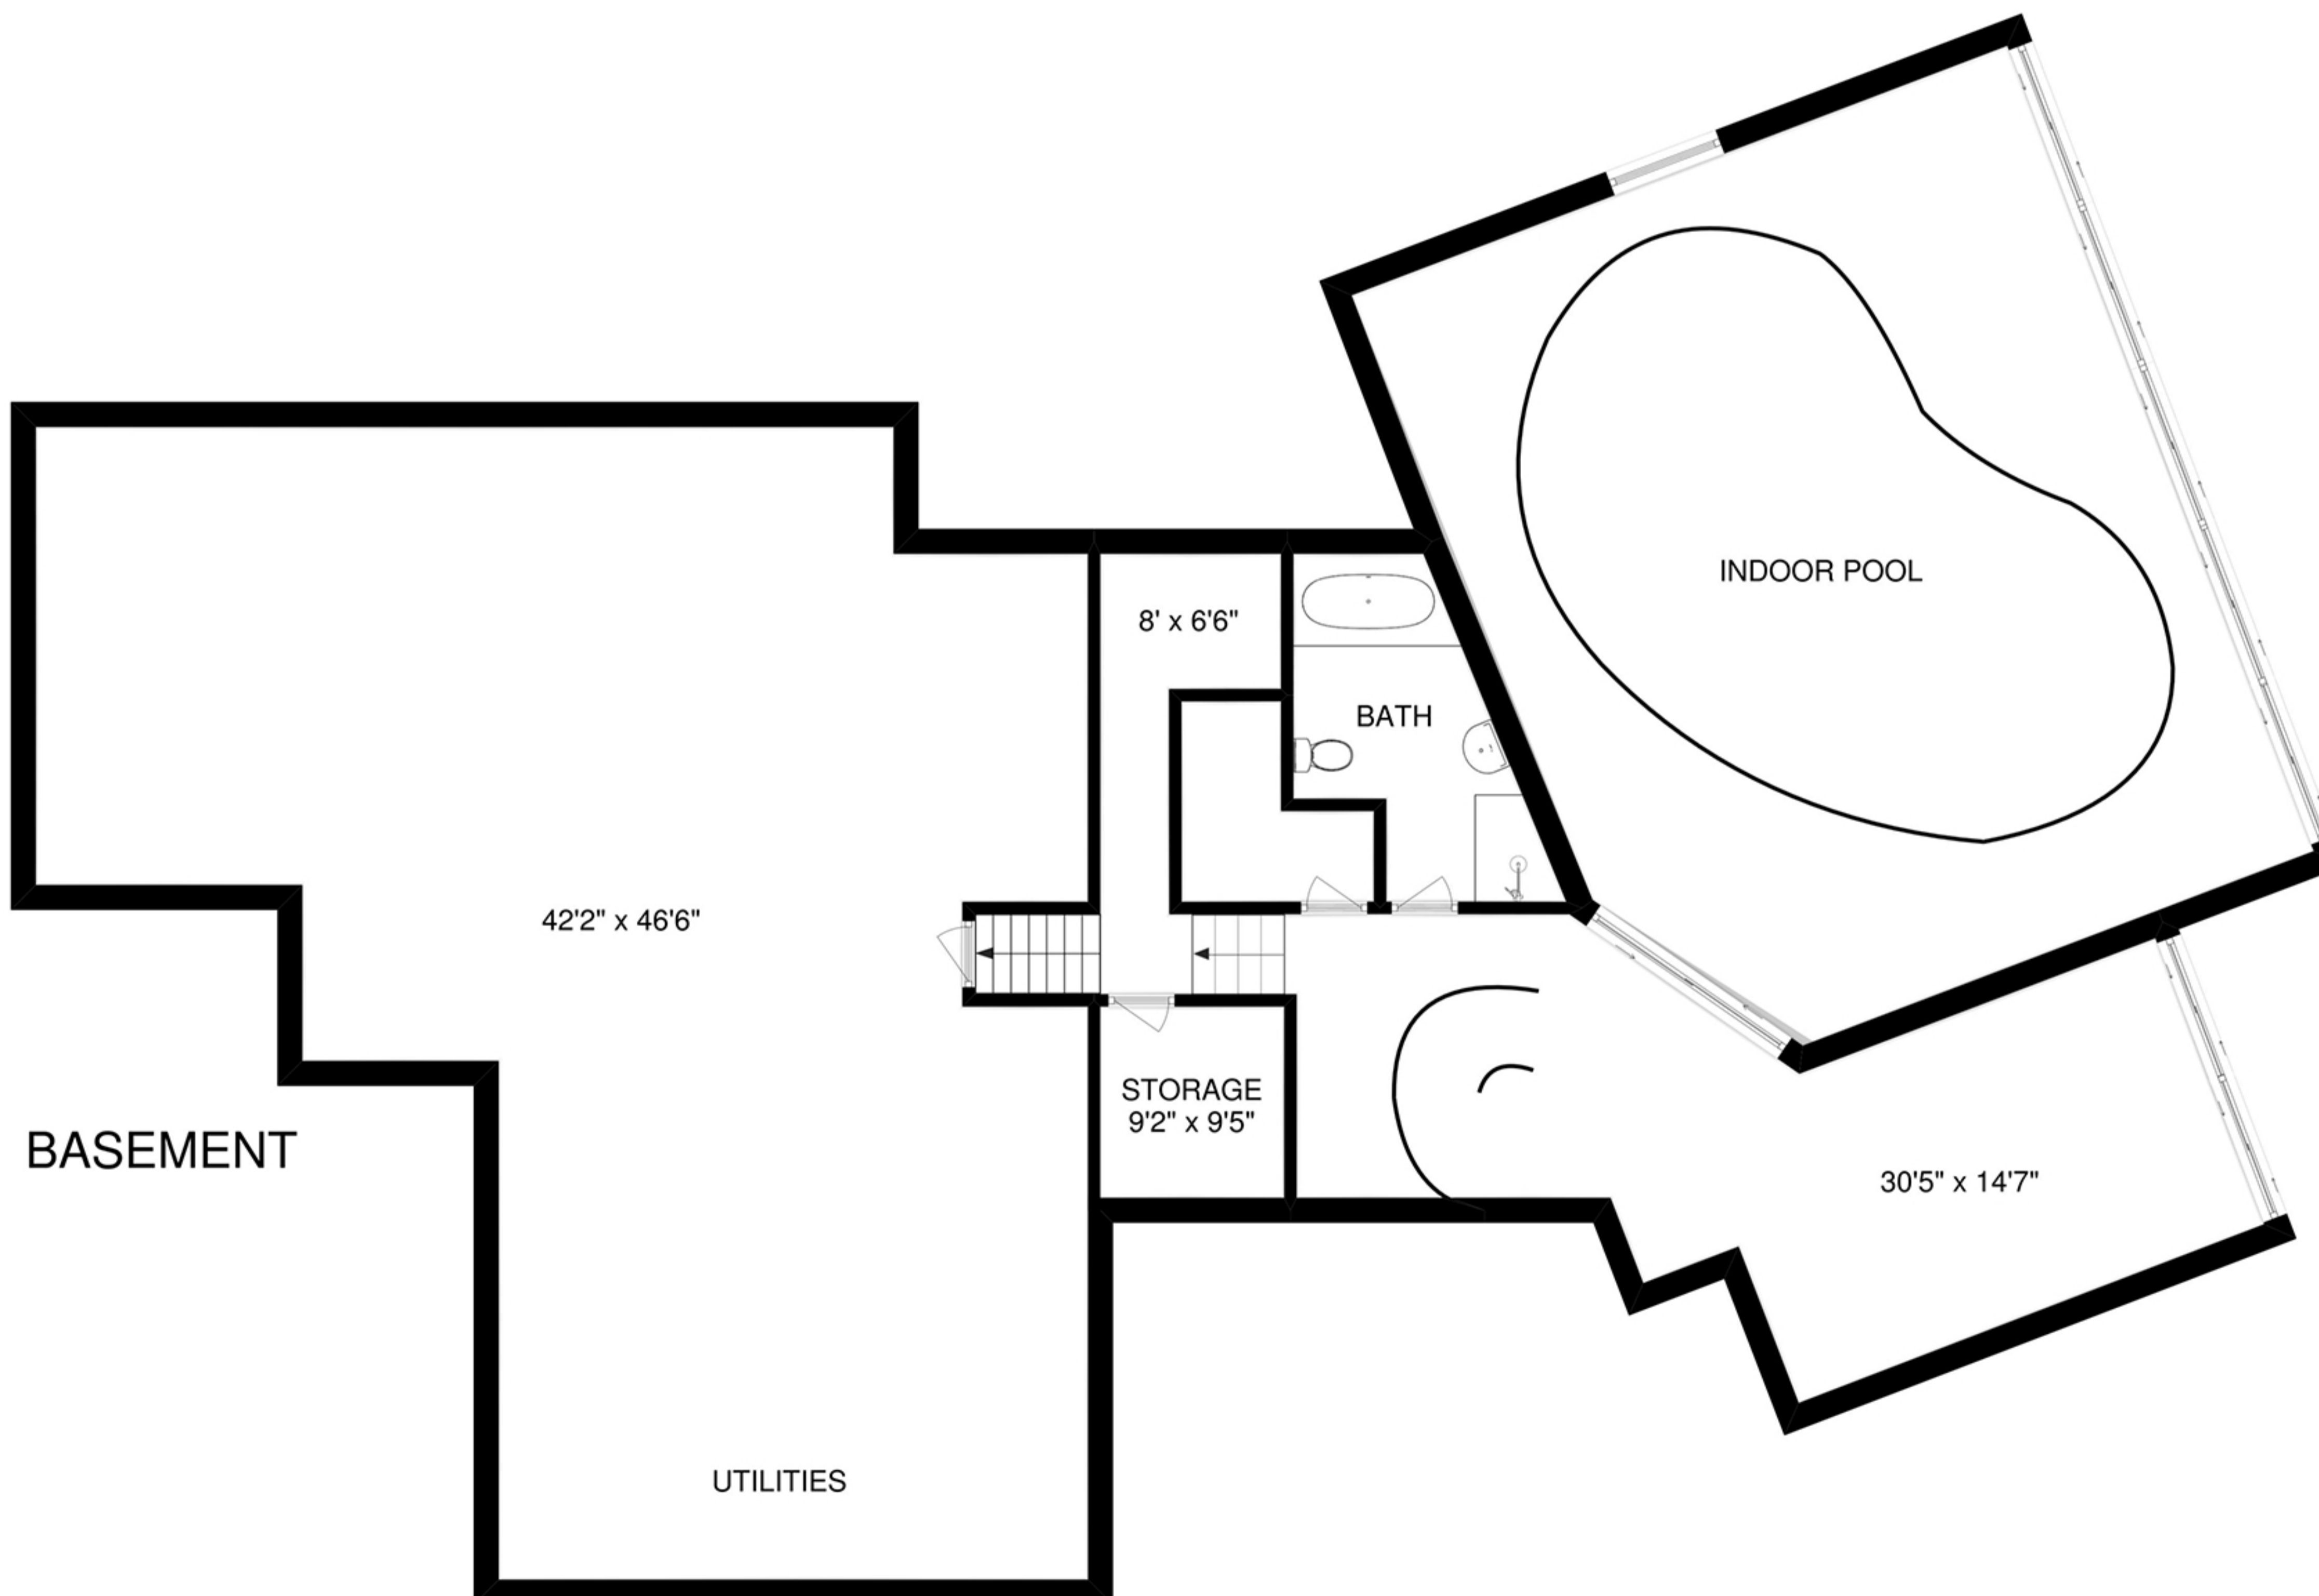 INDOOR POOL
8' x 6'6"
BATH
42'2" x 46'6"
STORAGE
9'2" x 9'5"
BASEMENT
30'5" x 14'7"
UTILITIES